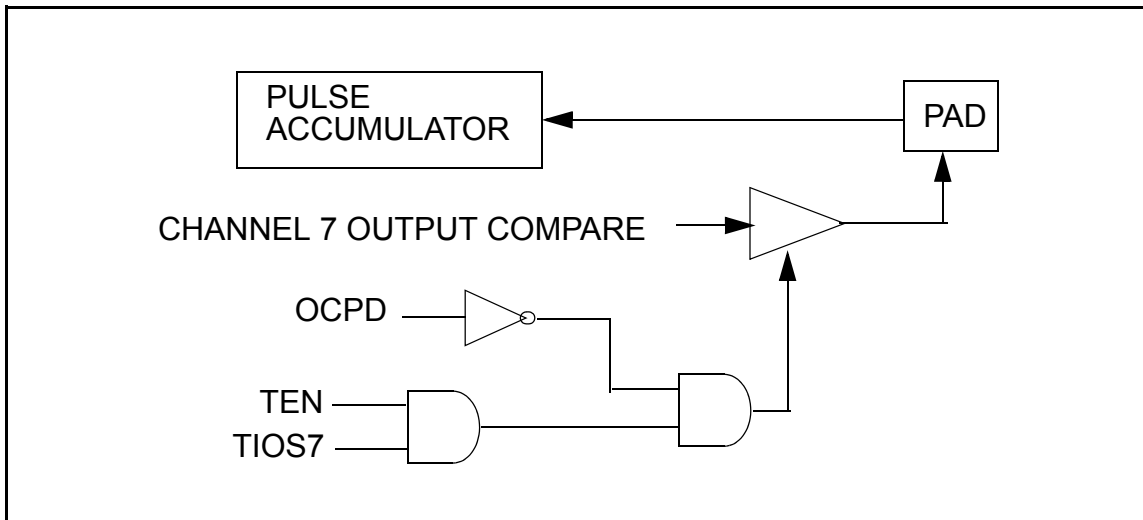 PULSE
ACCUMULATOR
PAD
CHANNEL 7 OUTPUT COMPARE
OCPD
TEN
TIOS7